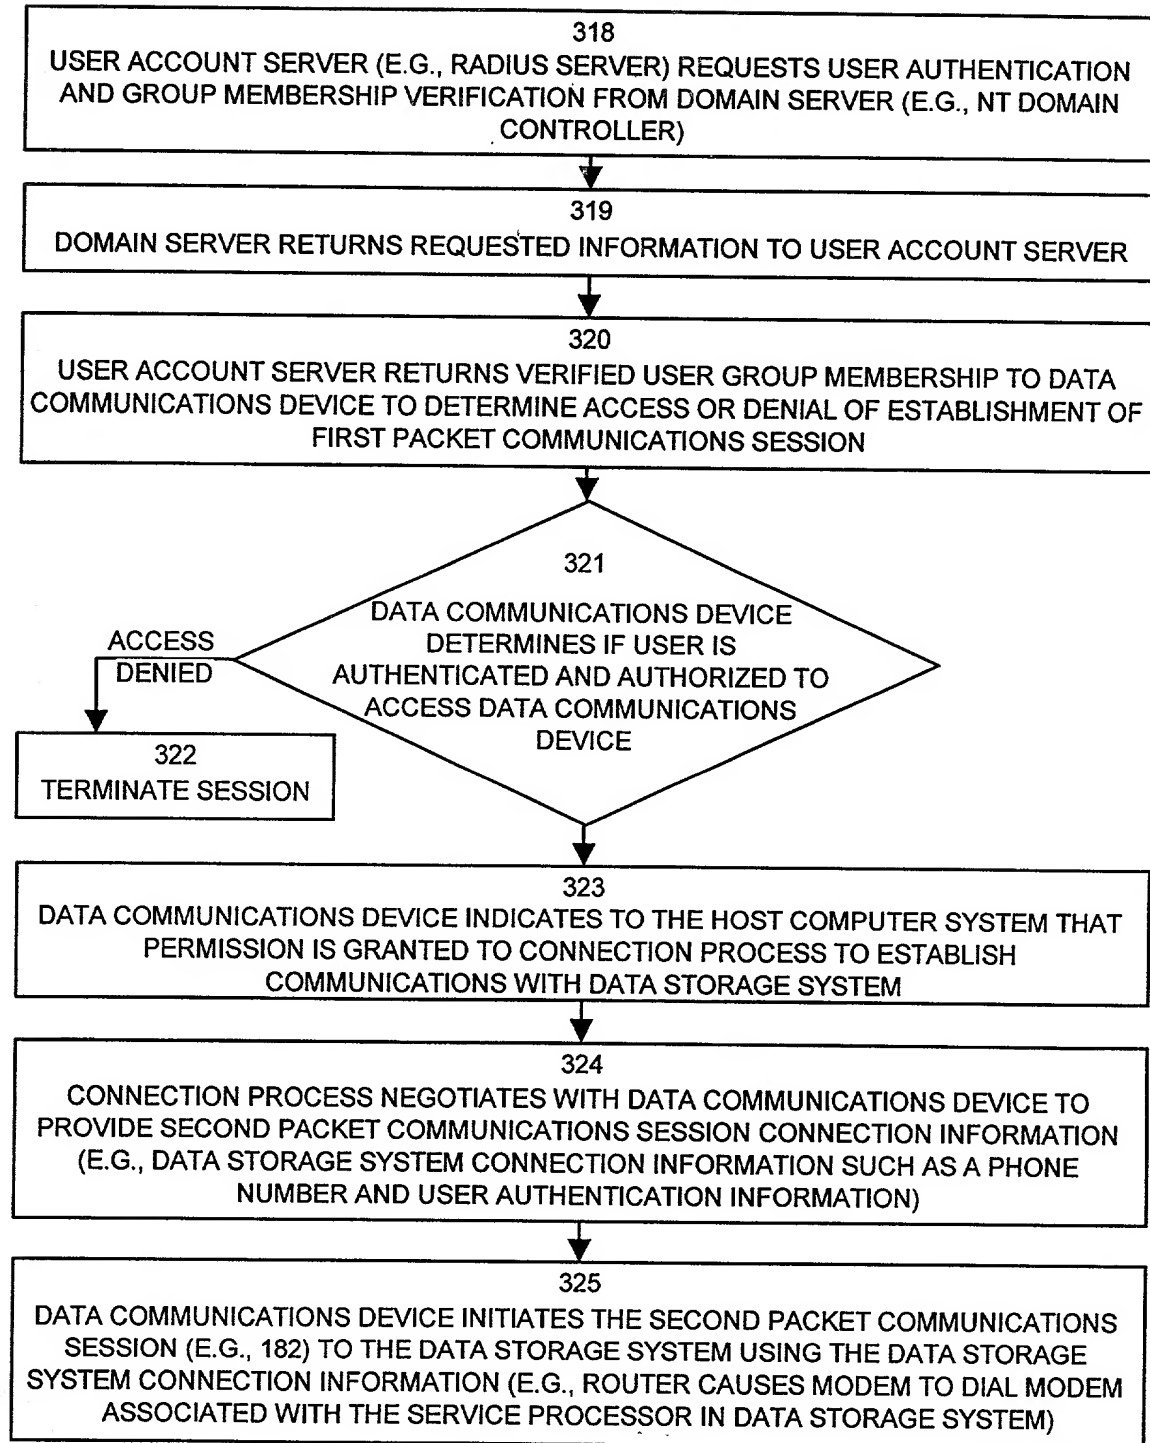 318
USER ACCOUNT SERVER (E.G., RADIUS SERVER) REQUESTS USER AUTHENTICATION
AND GROUP MEMBERSHIP VERIFICATION FROM DOMAIN SERVER (E.G., NT DOMAIN
CONTROLLER)
319
DOMAIN SERVER RETURNS REQUESTED INFORMATION TO USER ACCOUNT SERVER
320
USER ACCOUNT SERVER RETURNS VERIFIED USER GROUP MEMBERSHIP TO DATA
COMMUNICATIONS DEVICE TO DETERMINE ACCESS OR DENIAL OF ESTABLISHMENT OF
FIRST PACKET COMMUNICATIONS SESSION
321
DATA COMMUNICATIONS DEVICE
DETERMINES IF USER IS
AUTHENTICATED AND AUTHORIZED TO
ACCESS DATA COMMUNICATIONS
DEVICE
ACCESS
DENIED
322
TERMINATE SESSION
323
DATA COMMUNICATIONS DEVICE INDICATES TO THE HOST COMPUTER SYSTEM THAT
PERMISSION IS GRANTED TO CONNECTION PROCESS TO ESTABLISH
COMMUNICATIONS WITH DATA STORAGE SYSTEM
324
CONNECTION PROCESS NEGOTIATES WITH DATA COMMUNICATIONS DEVICE TO
PROVIDE SECOND PACKET COMMUNICATIONS SESSION CONNECTION INFORMATION
(E.G., DATA STORAGE SYSTEM CONNECTION INFORMATION SUCH AS A PHONE
NUMBER AND USER AUTHENTICATION INFORMATION)
325
DATA COMMUNICATIONS DEVICE INITIATES THE SECOND PACKET COMMUNICATIONS
SESSION (E.G., 182) TO THE DATA STORAGE SYSTEM USING THE DATA STORAGE
SYSTEM CONNECTION INFORMATION (E.G., ROUTER CAUSES MODEM TO DIAL MODEM
ASSOCIATED WITH THE SERVICE PROCESSOR IN DATA STORAGE SYSTEM)